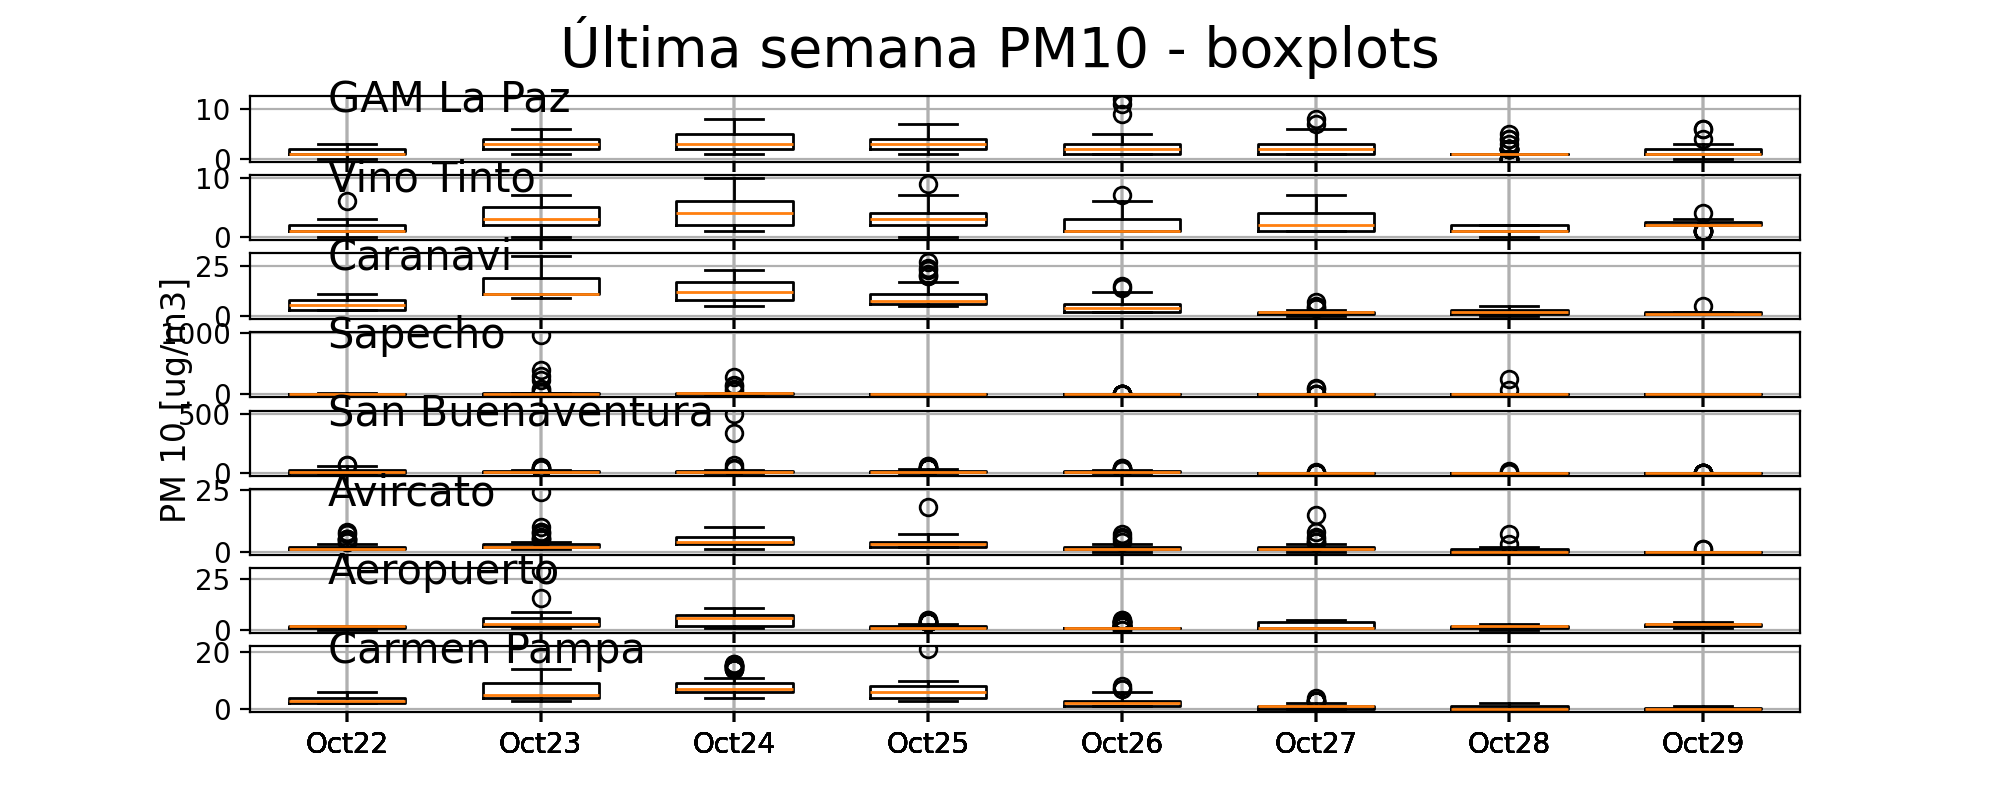 Última semana PM10 - boxplots
GAM La Paz
10
0
Vino Tinto
10
0
Caranavi
25
0
PM 10 [ug/m3]
Sapecho
1000
0
San Buenaventura
500
0
Avircato
25
0
Aeropuerto
25
0
Carmen Pampa
20
0
Oct22 Oct23 Oct24 Oct25 Oct26 Oct27 Oct28 Oct29